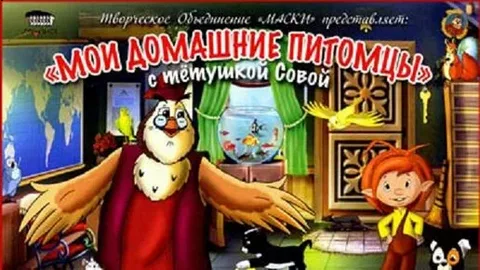 Творческое Объединение «МАСКИ» представляет:
«МОИ ДОМАШНИЕ ПИТОМЦЫ»
с тётушкой Совой